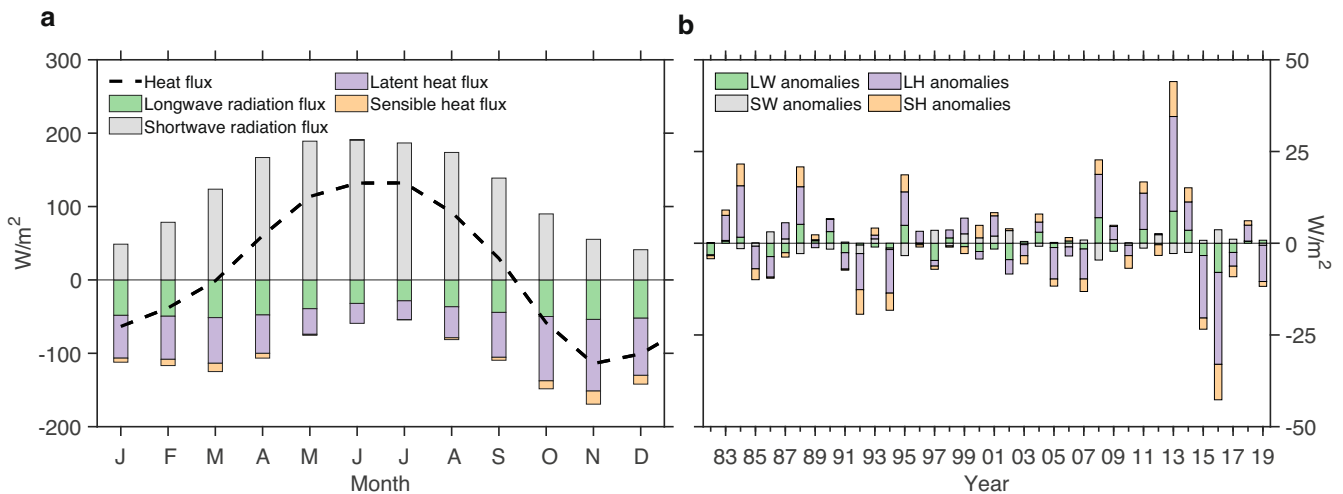 a
300
200
100
0
-100
-200
W/m²
Heat flux
Longwave radiation flux
Shortwave radiation flux
Latent heat flux
Sensible heat flux
J F M A M J J A S O N D
Month
b
LW anomalies
SW anomalies
LH anomalies
SH anomalies
50
25
0
-25
-50
W/m²
83 85 87 89 91 93 95 97 99 01 03 05 07 09 11 13 15 17 19
Year